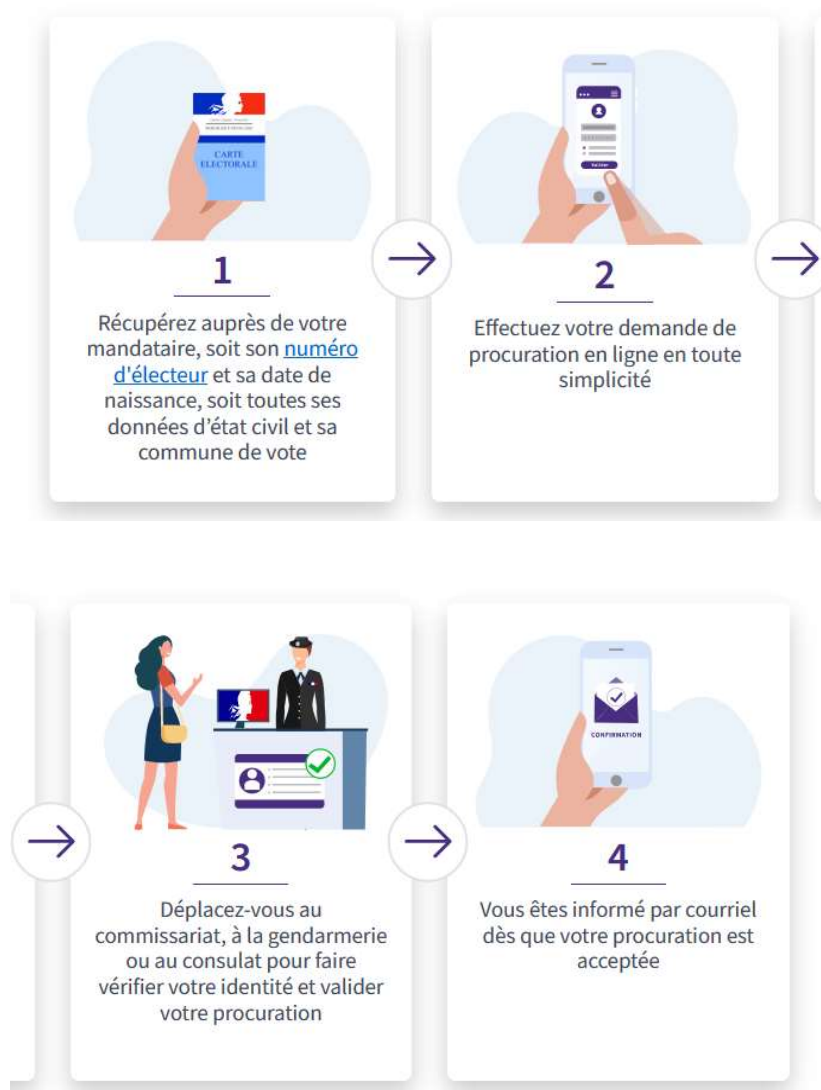 CARTE
ELECTORALE
1
Récupérez auprès de votre
mandataire, soit son numéro
d'électeur et sa date de
naissance, soit toutes ses
données d’état civil et sa
commune de vote
2
Effectuez votre demande de
procuration en ligne en toute
simplicité
3
Déplacez-vous au
commissariat, à la gendarmerie
ou au consulat pour faire
vérifier votre identité et valider
votre procuration
CONFIRMATION
4
Vous êtes informé par courriel
dès que votre procuration est
acceptée